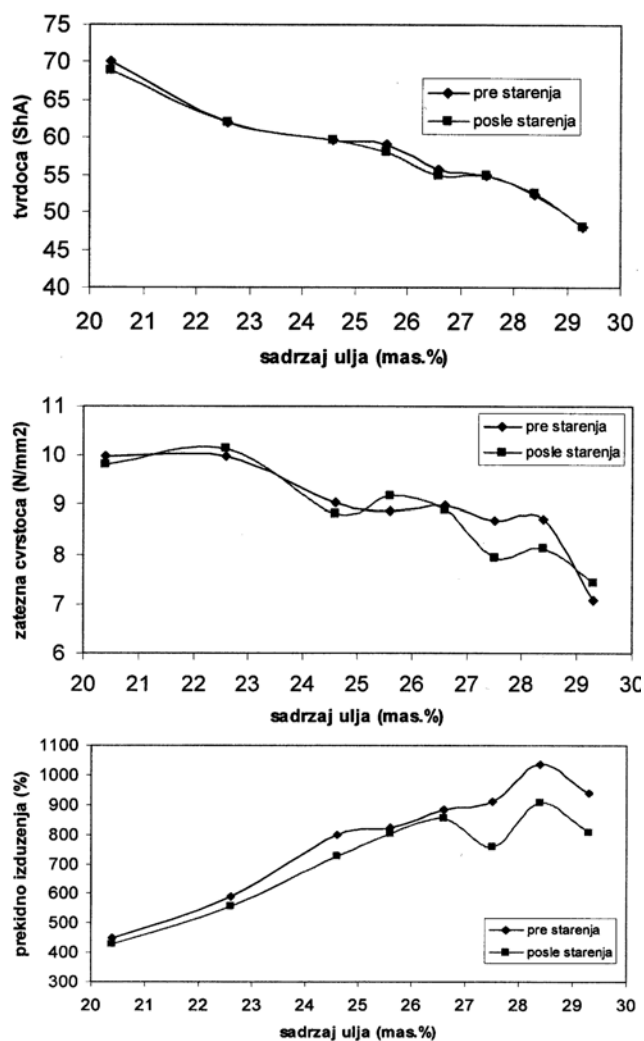 75
70
65
60
55
50
45
40
tvrdoca (ShA)
pre starenja
posle starenja
20 21 22 23 24 25 26 27 28 29 30
sadrzaj ulja (mas.%)
11
10
9
8
7
6
zatezna cvrstoca (N/mm2)
pre starenja
posle starenja
20 21 22 23 24 25 26 27 28 29 30
sadrzaj ulja (mas.%)
1100
1000
900
800
700
600
500
400
300
prekidno izduzenja (%)
pre starenja
posle starenja
20 21 22 23 24 25 26 27 28 29 30
sadrzaj ulja (mas.%)